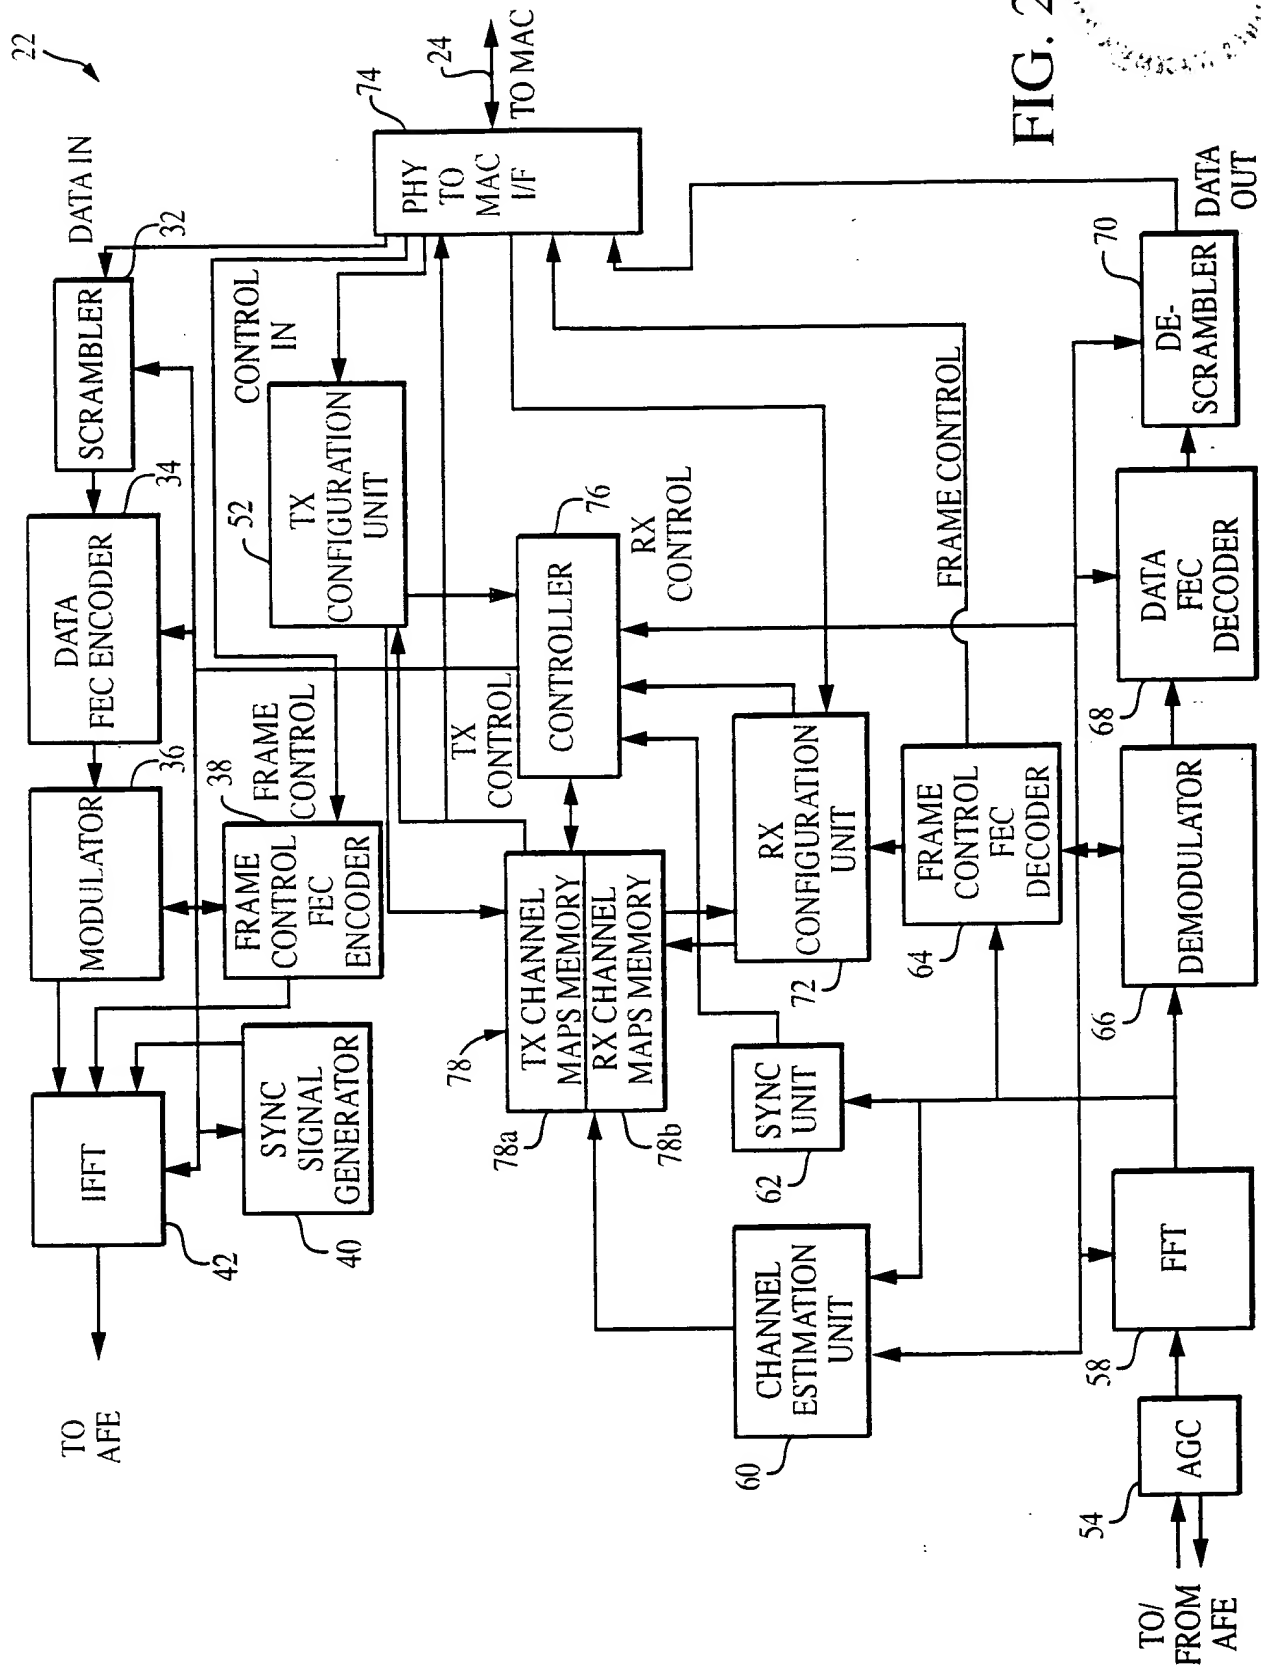 22
DATA IN
32
SCRAMBLER
34
DATA
FEC ENCODER
36
MODULATOR
IFFT
42
TO
AFE
38
FRAME
CONTROL
FRAME
CONTROL
FEC
ENCODER
SYNC
SIGNAL
GENERATOR
40
CONTROL
IN
52
TX
CONFIGURATION
UNIT
74
PHY
TO
MAC
I/F
24
TO MAC
TX
CONTROL
76
CONTROLLER
RX
CONTROL
78
TX CHANNEL
MAPS MEMORY
RX CHANNEL
MAPS MEMORY
78a
78b
RX
CONFIGURATION
UNIT
72
SYNC
UNIT
62
CHANNEL
ESTIMATION
UNIT
60
FRAME CONTROL
FRAME
CONTROL
FEC
DECODER
64
DATA
OUT
70
DE-
SCRAMBLER
DATA
FEC
DECODER
68
DEMODULATOR
66
FFT
58
AGC
54
TO/
FROM
AFE
FIG. 2